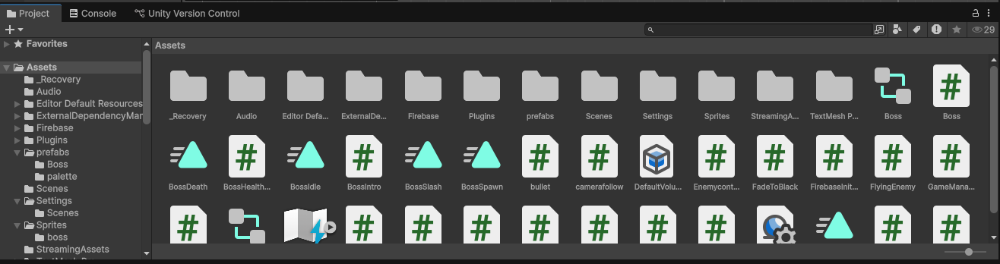 Project Console Unity Version Control
29
Favorites
Assets
_Recovery
Audio
Editor Default Resources
ExternalDependencyMar
Firebase
Plugins
prefabs
Boss
palette
Scenes
Settings
Scenes
Sprites
boss
StreamingAssets
Assets
_Recovery Audio Editor Defa... ExternalDe... Firebase Plugins prefabs Scenes Settings Sprites StreamingA... TextMesh P... Boss Boss
BossDeath BossHealth... BossIdle BossIntro BossSlash BossSpawn bullet camerafollow DefaultVolu... Enemycont... FadeToBlack FirebaseInit... FlyingEnemy GameMana...